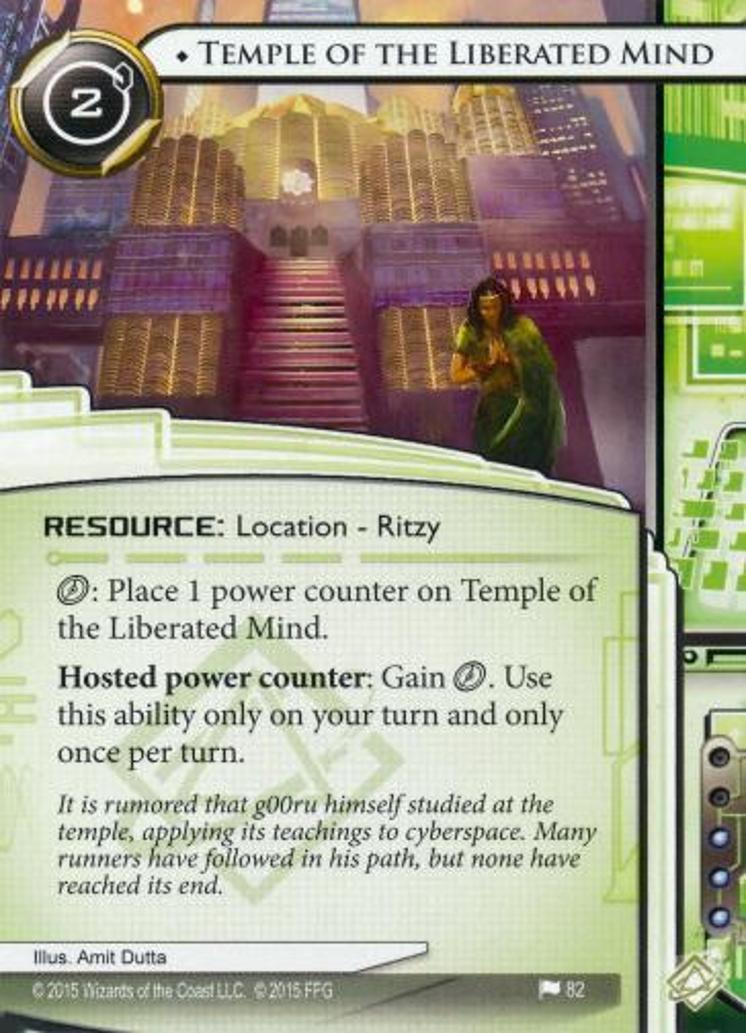 2
◆ TEMPLE OF THE LIBERATED MIND
RESOURCE: Location - Ritzy
: Place 1 power counter on Temple of
the Liberated Mind.
Hosted power counter: Gain . Use
this ability only on your turn and only
once per turn.
It is rumored that g00ru himself studied at the
temple, applying its teachings to cyberspace. Many
runners have followed in his path, but none have
reached its end.
Illus. Amit Dutta
© 2015 Wizards of the Coast LLC. © 2015 FFG
82